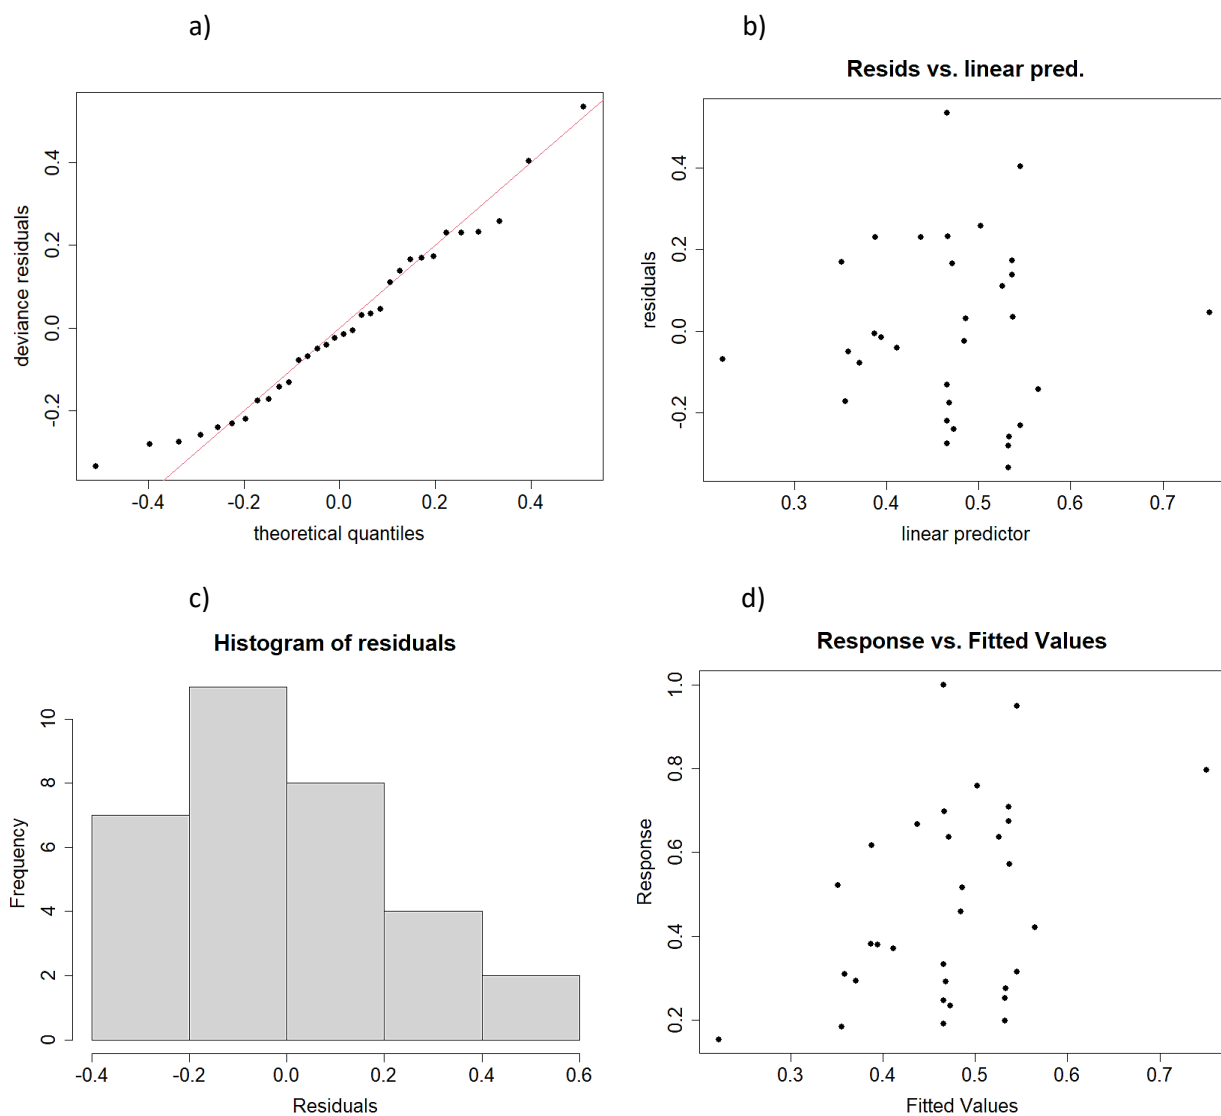 a)
deviance residuals
-0.2 0.0 0.2 0.4
-0.4 -0.2 0.0 0.2 0.4
theoretical quantiles
b)
Resids vs. linear pred.
residuals
-0.2 0.0 0.2 0.4
0.3 0.4 0.5 0.6 0.7
linear predictor
c)
Histogram of residuals
Frequency
0 2 4 6 8 10
-0.4 -0.2 0.0 0.2 0.4 0.6
Residuals
d)
Response vs. Fitted Values
Response
0.2 0.4 0.6 0.8 1.0
0.3 0.4 0.5 0.6 0.7
Fitted Values